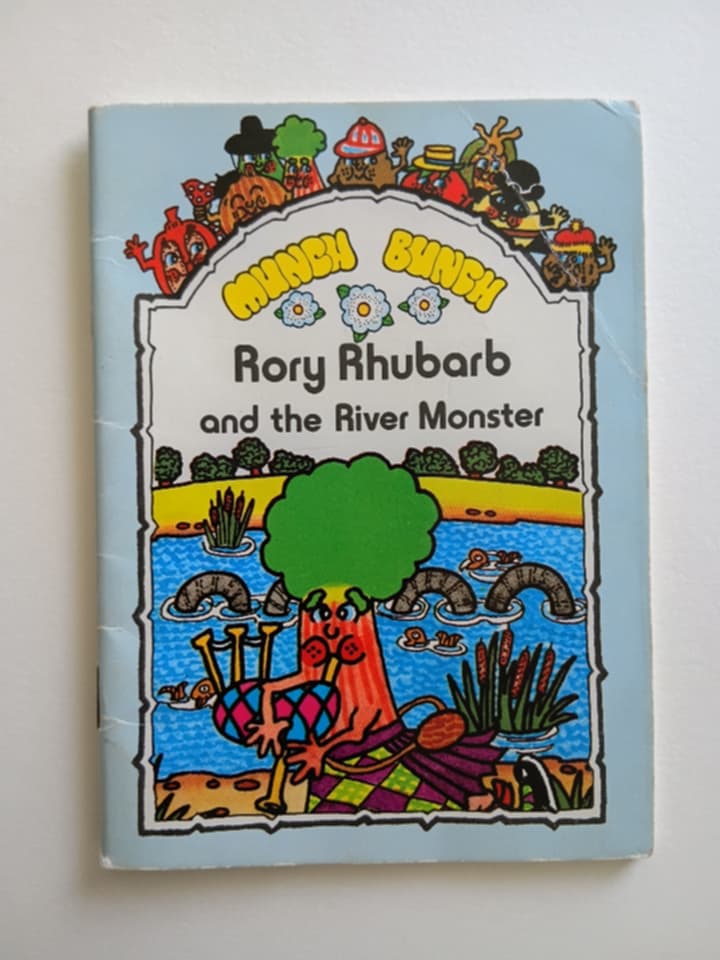 MUNCH BUNCH
Rory Rhubarb
and the River Monster